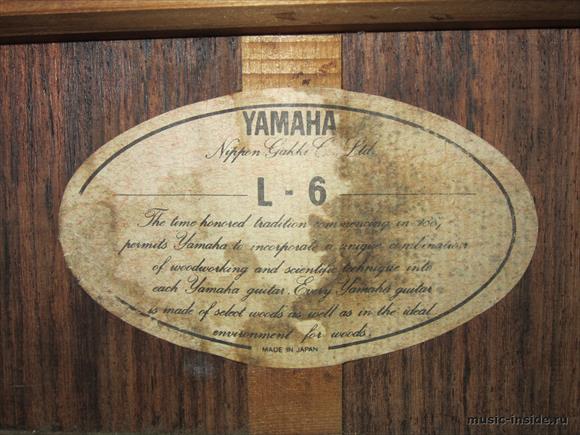 YAMAHA
Nippon Gakki Co., Ltd.
L - 6
The time honored tradition commencing in 1887,
permits Yamaha to incorporate a unique combination
of woodworking and scientific technique into
each Yamaha guitar. Every Yamaha guitar
is made of select woods as well as in the ideal
environment for woods.
MADE IN JAPAN
music-inside.ru